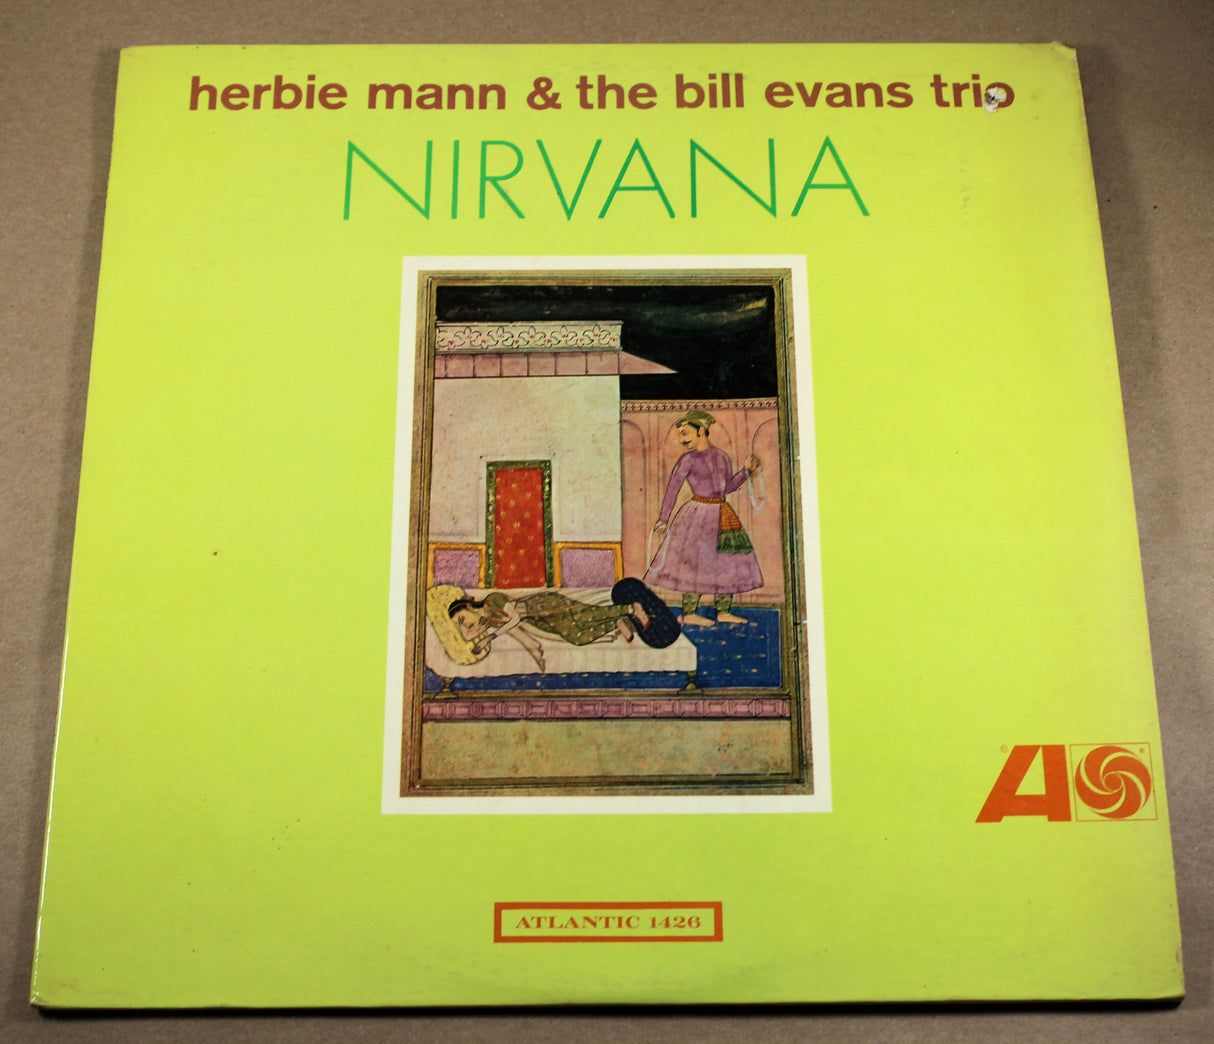 herbie mann & the bill evans trio
NIRVANA
A
ATLANTIC 1426